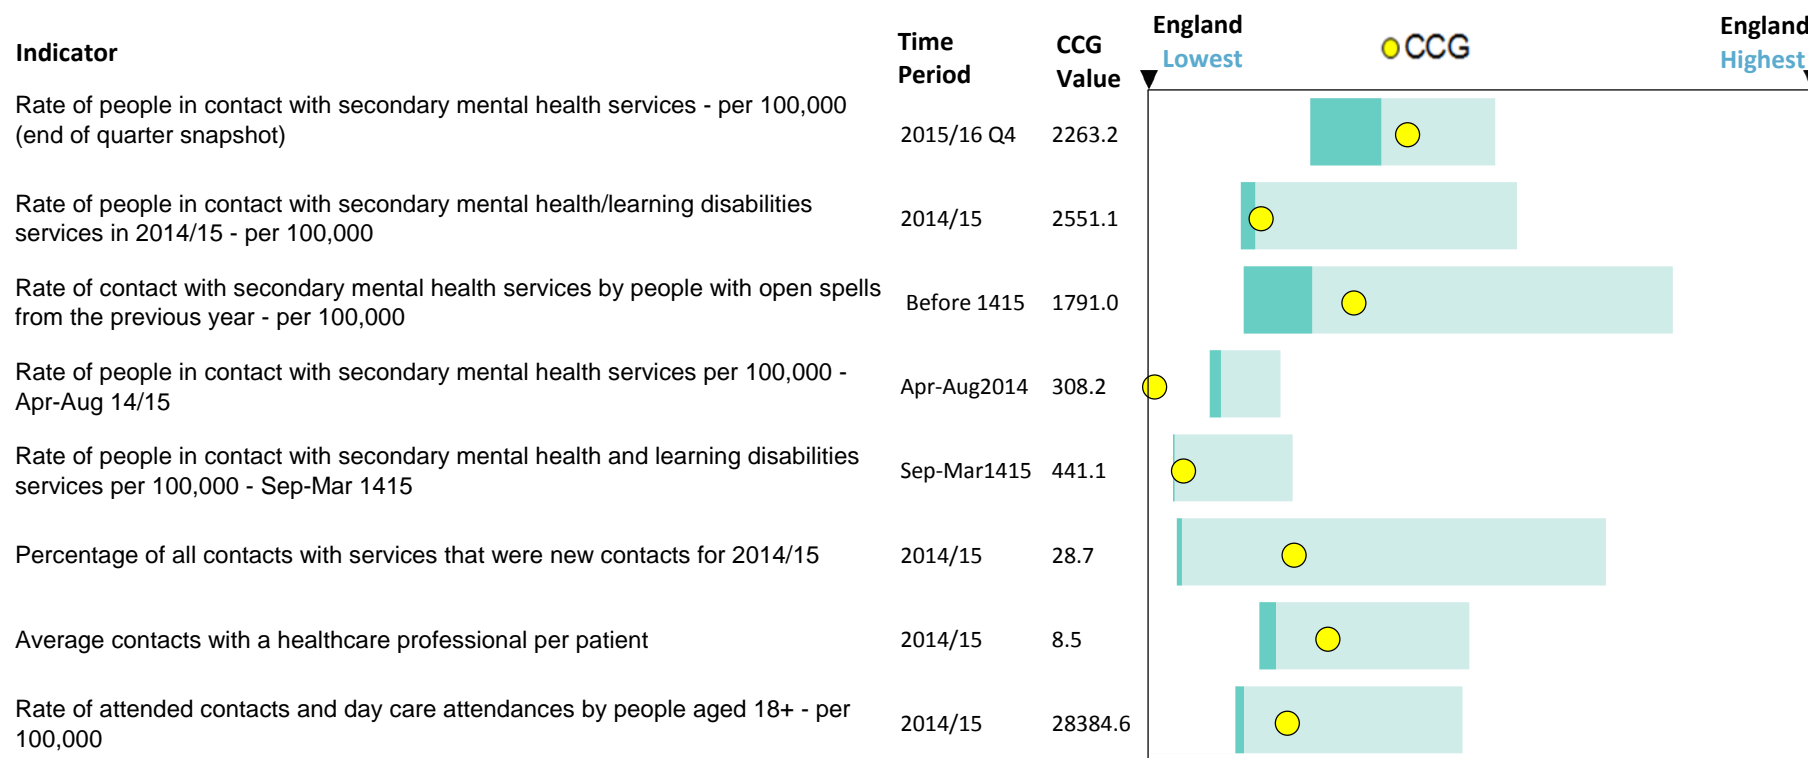 Indicator
Time
Period
CCG
Value
England
Lowest
CCG
England
Highest
Rate of people in contact with secondary mental health services - per 100,000
(end of quarter snapshot)
2015/16 Q4
2263.2
Rate of people in contact with secondary mental health/learning disabilities
services in 2014/15 - per 100,000
2014/15
2551.1
Rate of contact with secondary mental health services by people with open spells
from the previous year - per 100,000
Before 1415
1791.0
Rate of people in contact with secondary mental health services per 100,000 -
Apr-Aug 14/15
Apr-Aug2014
308.2
Rate of people in contact with secondary mental health and learning disabilities
services per 100,000 - Sep-Mar 1415
Sep-Mar1415
441.1
Percentage of all contacts with services that were new contacts for 2014/15
2014/15
28.7
Average contacts with a healthcare professional per patient
2014/15
8.5
Rate of attended contacts and day care attendances by people aged 18+ - per
100,000
2014/15
28384.6